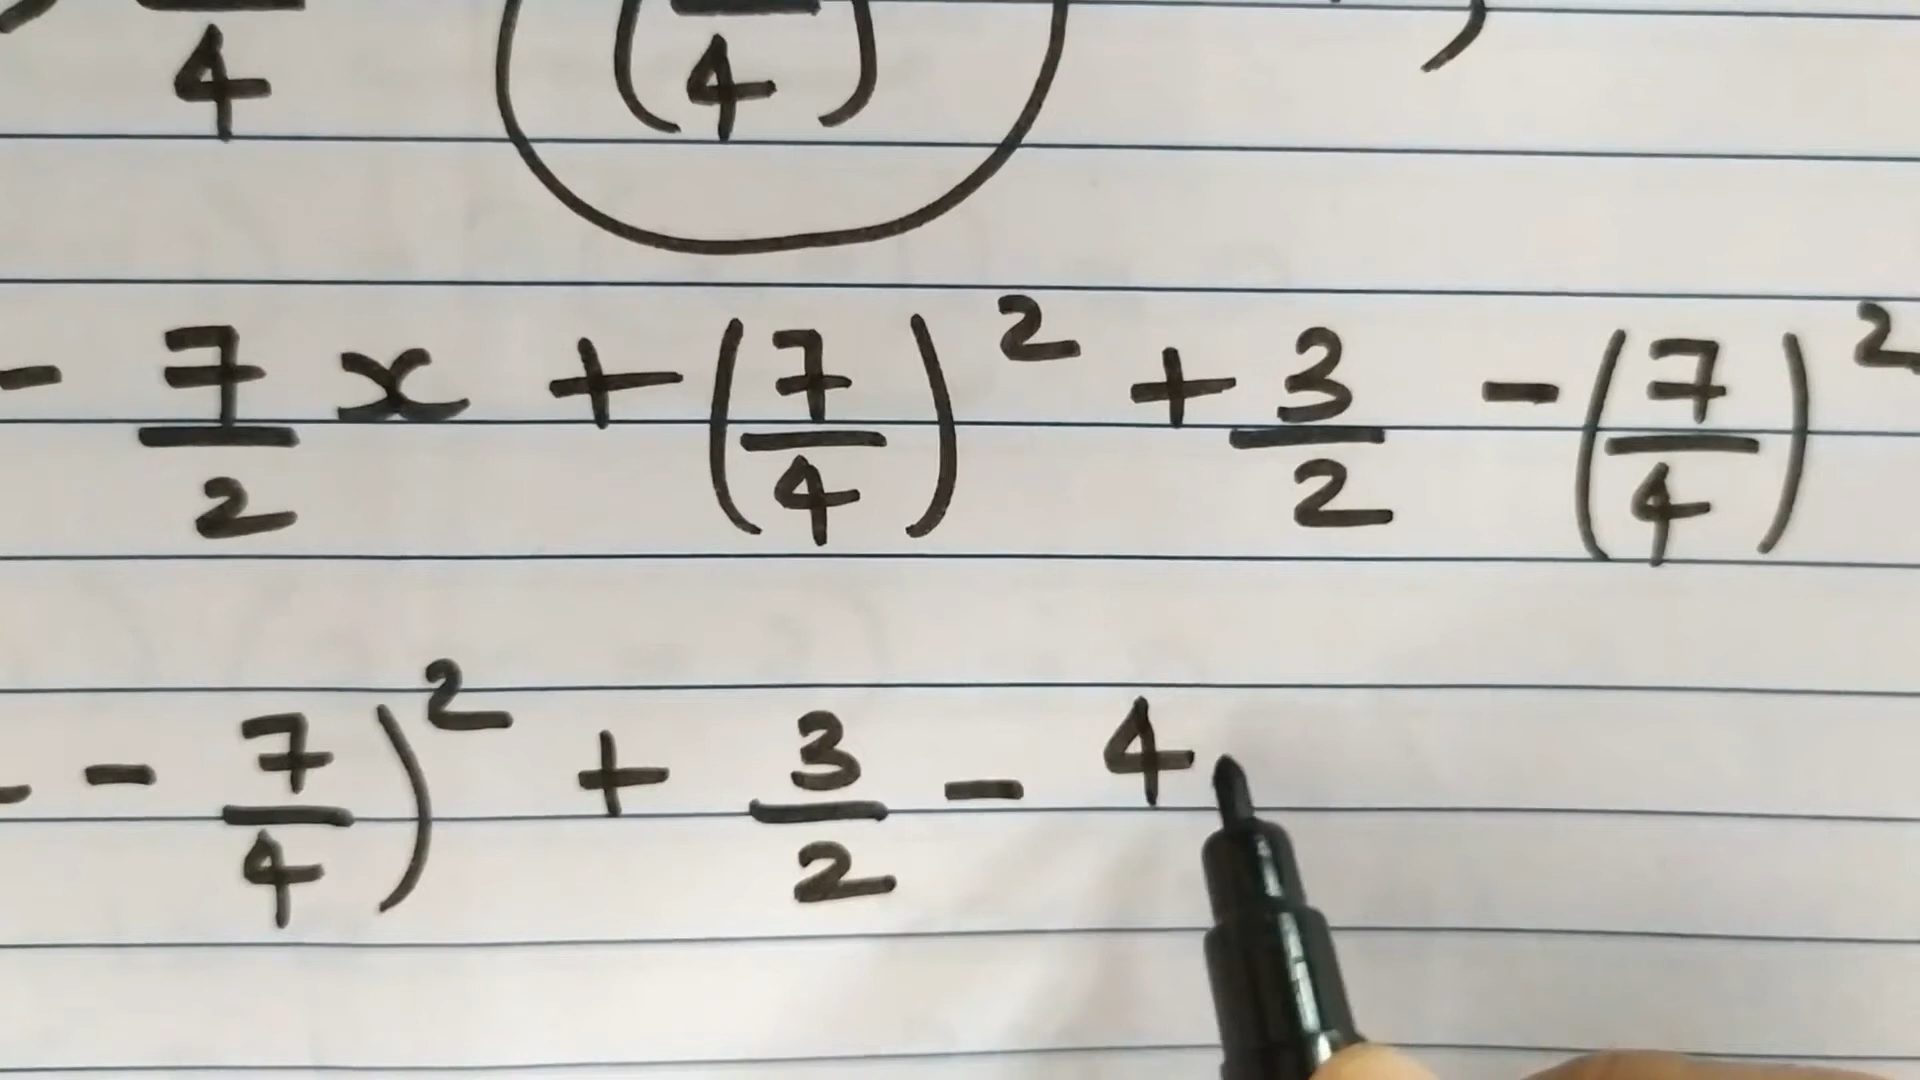 4 (4)
- 7/2 x + (7/4)² + 3/2 - (7/4)²
- 7/4)² + 3/2 - 4